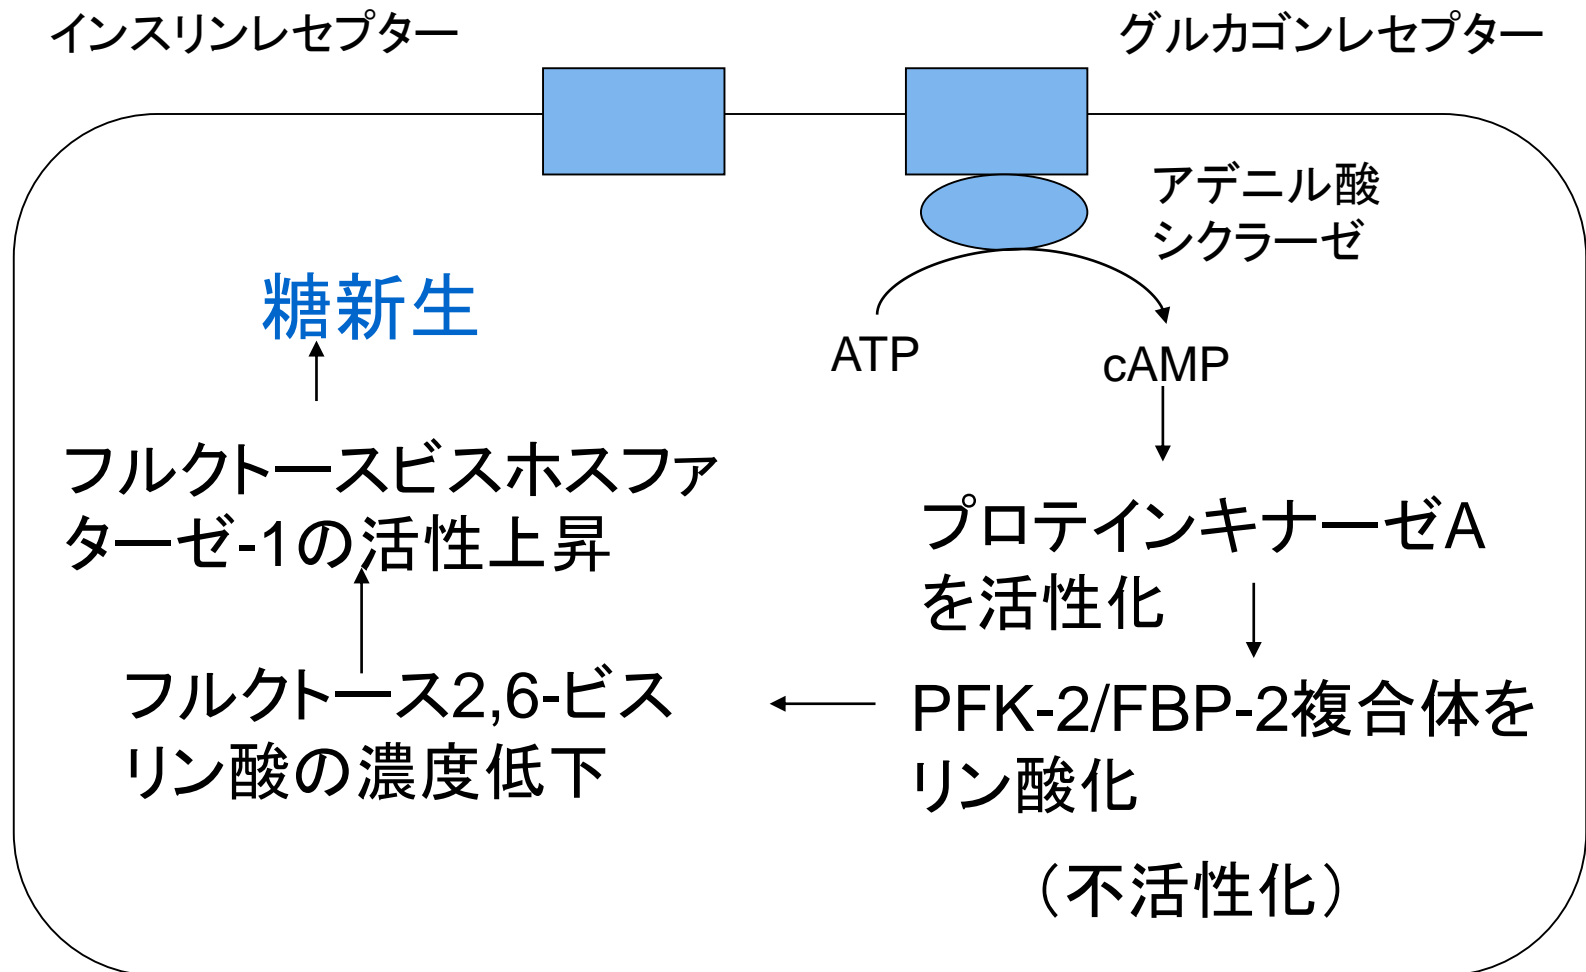 インスリンレセプター
グルカゴンレセプター
アデニル酸
シクラーゼ
ATP
cAMP
プロテインキナーゼA
を活性化
PFK-2/FBP-2複合体を
リン酸化
（不活性化）
フルクトース2,6-ビス
リン酸の濃度低下
フルクトースビスホスファ
ターゼ-1の活性上昇
糖新生